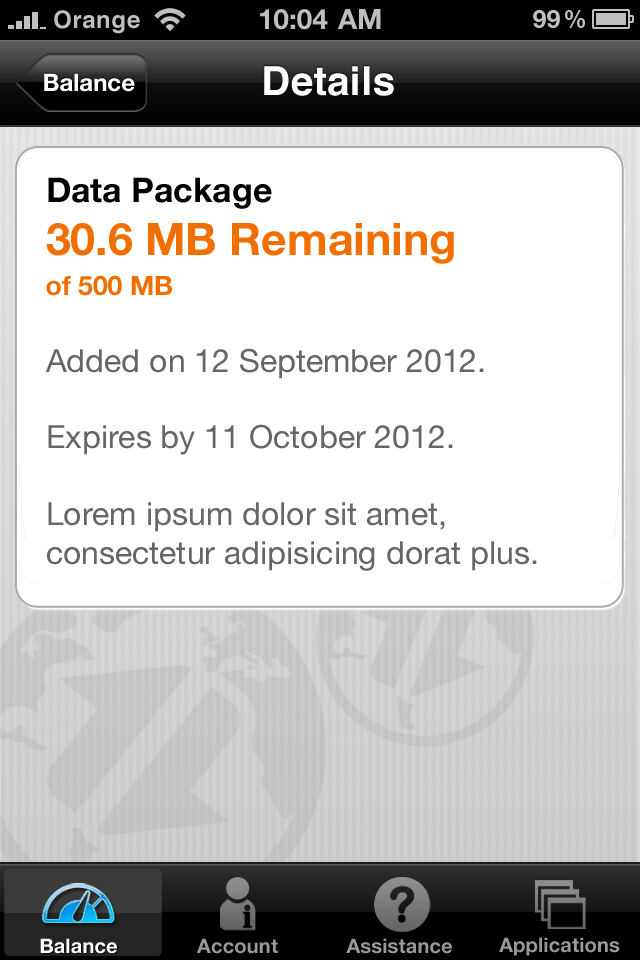 Orange 10:04 AM 99%
Balance Details
Data Package
30.6 MB Remaining
of 500 MB
Added on 12 September 2012.
Expires by 11 October 2012.
Lorem ipsum dolor sit amet,
consectetur adipisicing dorat plus.
Balance Account Assistance Applications